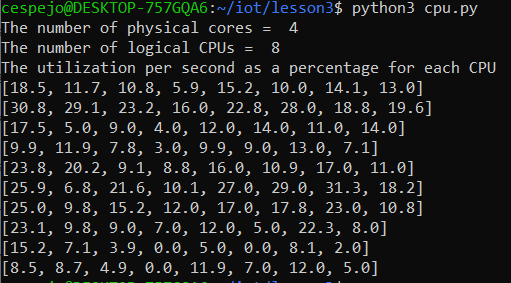 cespejo@DESKTOP-757GQA6:~/iot/lesson3$ python3 cpu.py
The number of physical cores =  4
The number of logical CPUs =  8
The utilization per second as a percentage for each CPU
[18.5, 11.7, 10.8, 5.9, 15.2, 10.0, 14.1, 13.0]
[30.8, 29.1, 23.2, 16.0, 22.8, 28.0, 18.8, 19.6]
[17.5, 5.0, 9.0, 4.0, 12.0, 14.0, 11.0, 14.0]
[9.9, 11.9, 7.8, 3.0, 9.9, 9.0, 13.0, 7.1]
[23.8, 20.2, 9.1, 8.8, 16.0, 10.9, 17.0, 11.0]
[25.9, 6.8, 21.6, 10.1, 27.0, 29.0, 31.3, 18.2]
[25.0, 9.8, 15.2, 12.0, 17.0, 17.8, 23.0, 10.8]
[23.1, 9.8, 9.0, 7.0, 12.0, 5.0, 22.3, 8.0]
[15.2, 7.1, 3.9, 0.0, 5.0, 0.0, 8.1, 2.0]
[8.5, 8.7, 4.9, 0.0, 11.9, 7.0, 12.0, 5.0]